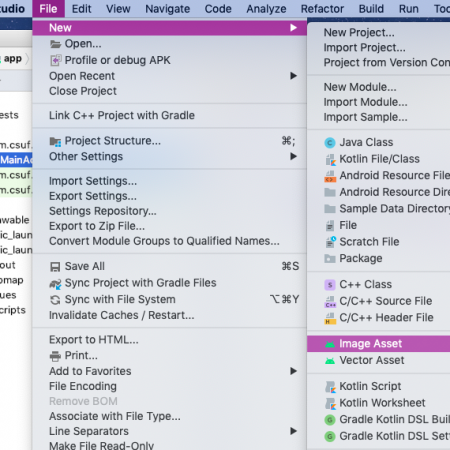 tudio File Edit View Navigate Code Analyze Refactor Build Run Too
app
ests
m.csuf.
MainAc
m.csuf.
m.csuf.
awable
ic_laun
ic_laun
out
omap
ues
cripts
New
Open...
Profile or debug APK
Open Recent
Close Project
Link C++ Project with Gradle
Project Structure... ⌘;
Other Settings
Import Settings...
Export Settings...
Settings Repository...
Export to Zip File...
Convert Module Groups to Qualified Names...
Save All ⌘S
Sync Project with Gradle Files
Sync with File System ⌥⌘Y
Invalidate Caches / Restart...
Export to HTML...
Print...
Add to Favorites
File Encoding
Remove BOM
Associate with File Type...
Line Separators
Make File Read-Only
New Project...
Import Project...
Project from Version Con
New Module...
Import Module...
Import Sample...
Java Class
Kotlin File/Class
Android Resource File
Android Resource Dire
Sample Data Directory
File
Scratch File
Package
C++ Class
C/C++ Source File
C/C++ Header File
Image Asset
Vector Asset
Kotlin Script
Kotlin Worksheet
Gradle Kotlin DSL Buil
Gradle Kotlin DSL Set